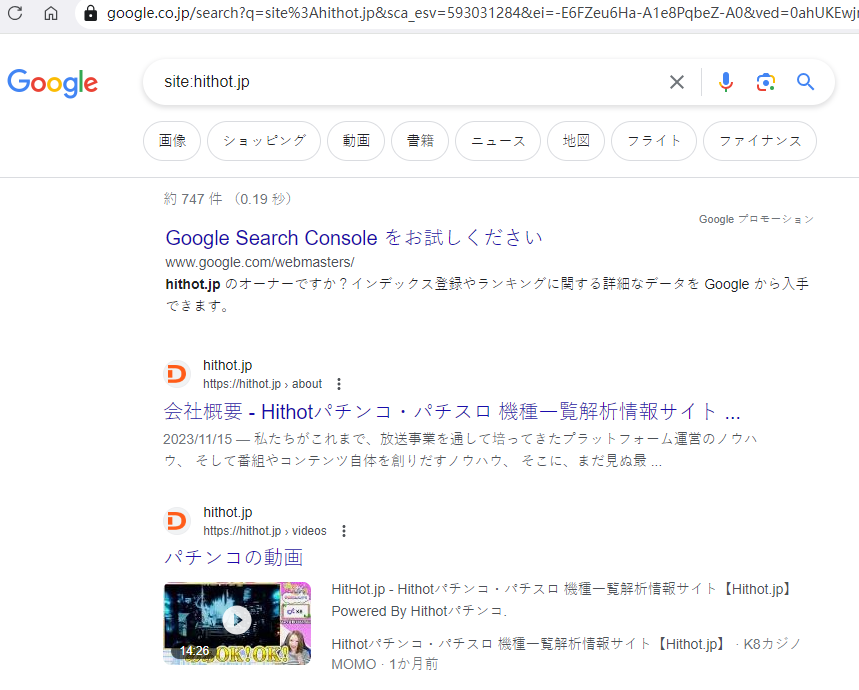 google.co.jp/search?q=site%3Ahithot.jp&sca_esv=593031284&ei=-E6FZeu6Ha-A1e8PqbeZ-A0&ved=0ahUKEwj
Google
site:hithot.jp
画像 ショッピング 動画 書籍 ニュース 地図 フライト ファイナンス
約 747 件 （0.19 秒）
Google プロモーション
Google Search Console をお試しください
www.google.com/webmasters/
hithot.jp のオーナーですか？インデックス登録やランキングに関する詳細なデータを Google から入手
できます。
hithot.jp
https://hithot.jp › about
会社概要 - Hithotパチンコ・パチスロ 機種一覧解析情報サイト ...
2023/11/15 — 私たちがこれまで、放送事業を通して培ってきたプラットフォーム運営のノウハ
ウ、 そして番組やコンテンツ自体を創りだすノウハウ、 そこに、まだ見ぬ最 ...
hithot.jp
https://hithot.jp › videos
パチンコの動画
14:26
OK!OK!
HitHot.jp - Hithotパチンコ・パチスロ 機種一覧解析情報サイト【Hithot.jp】
Powered By Hithotパチンコ.
Hithotパチンコ・パチスロ 機種一覧解析情報サイト【Hithot.jp】 · K8カジノ
MOMO · 1か月前